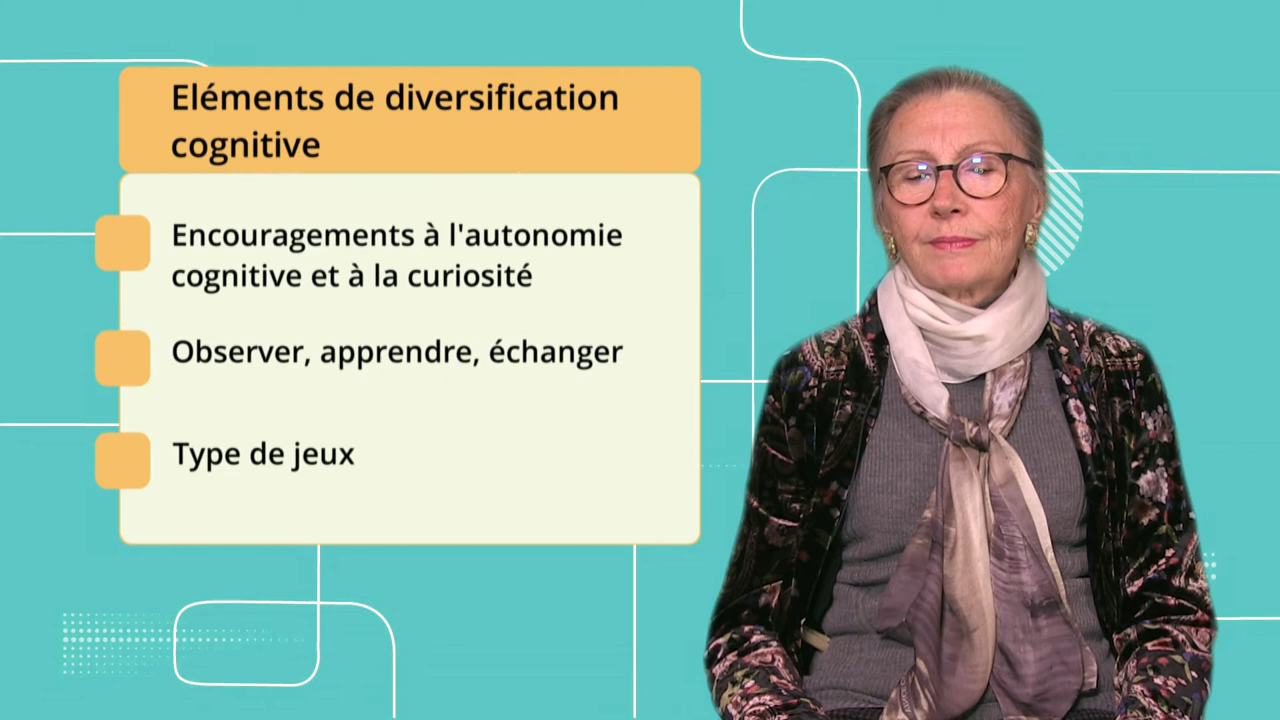 Eléments de diversification
cognitive
Encouragements à l'autonomie
cognitive et à la curiosité
Observer, apprendre, échanger
Type de jeux